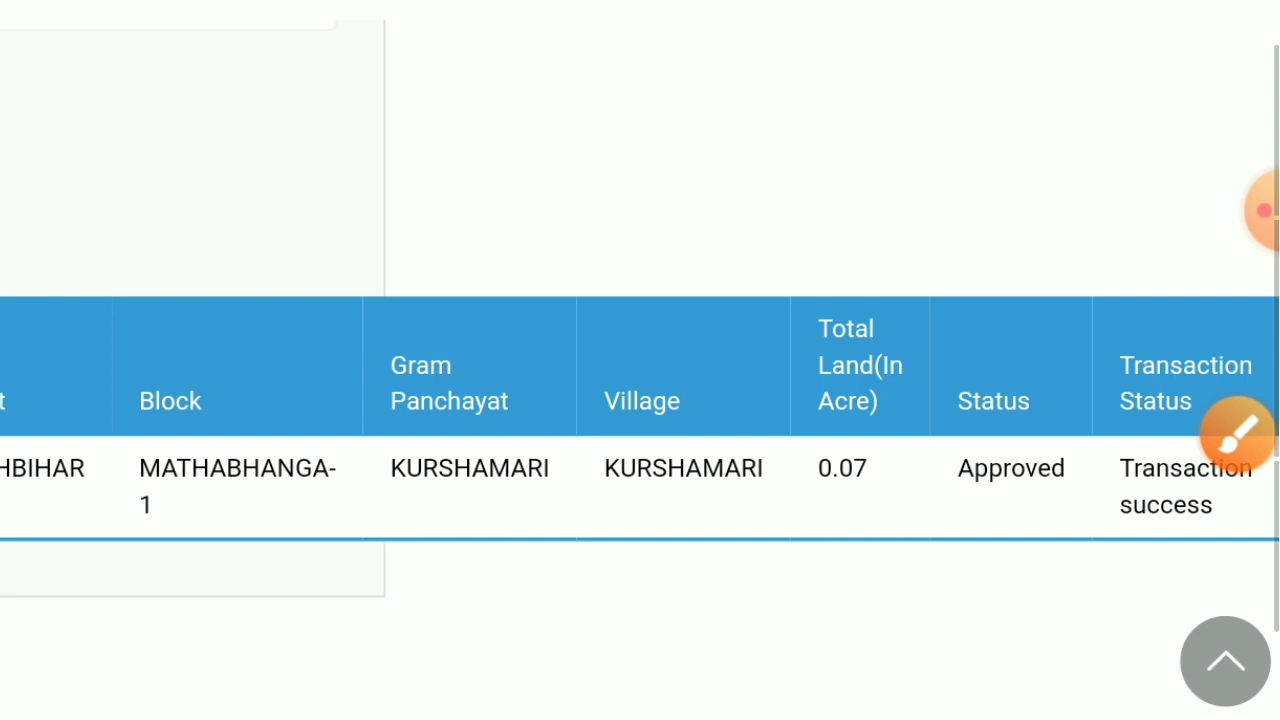 Total
Gram Land(In Transaction
t Block Panchayat Village Acre) Status Status
HBIHAR MATHABHANGA- KURSHAMARI KURSHAMARI 0.07 Approved Transaction
1 success